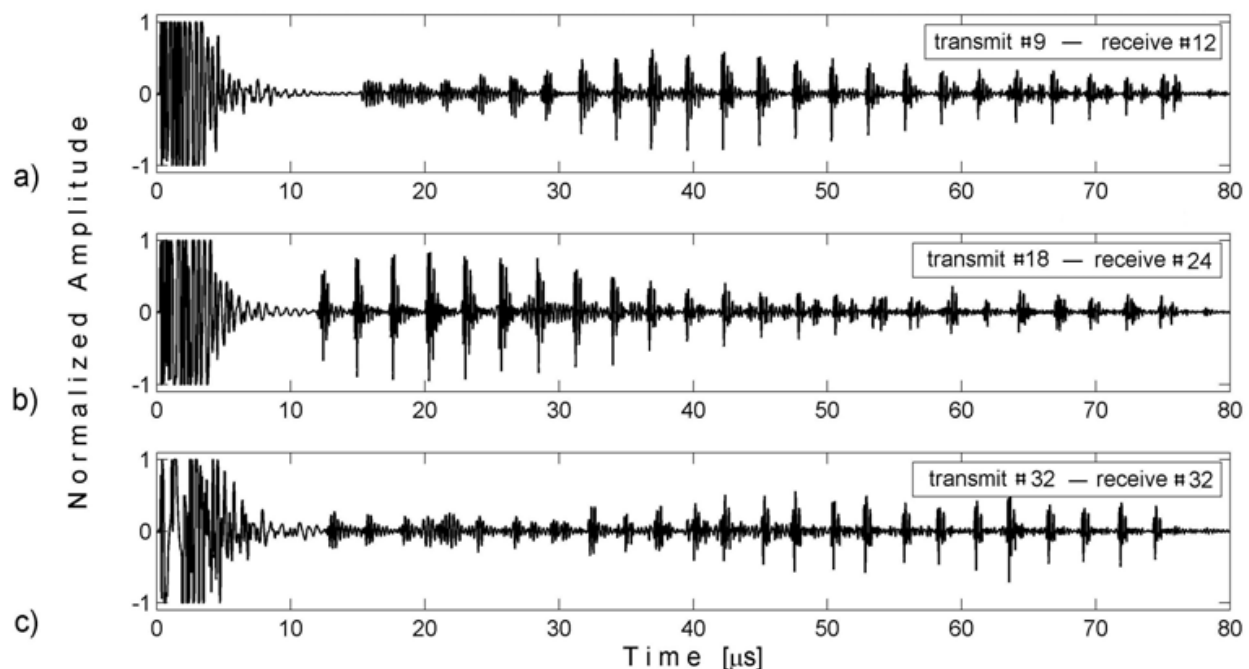 Normalized Amplitude
a)
1
0
-1
transmit #9 — receive #12
0 10 20 30 40 50 60 70 80
b)
1
0
-1
transmit #18 — receive #24
0 10 20 30 40 50 60 70 80
c)
1
0
-1
transmit #32 — receive #32
0 10 20 30 40 50 60 70 80
Time [μs]